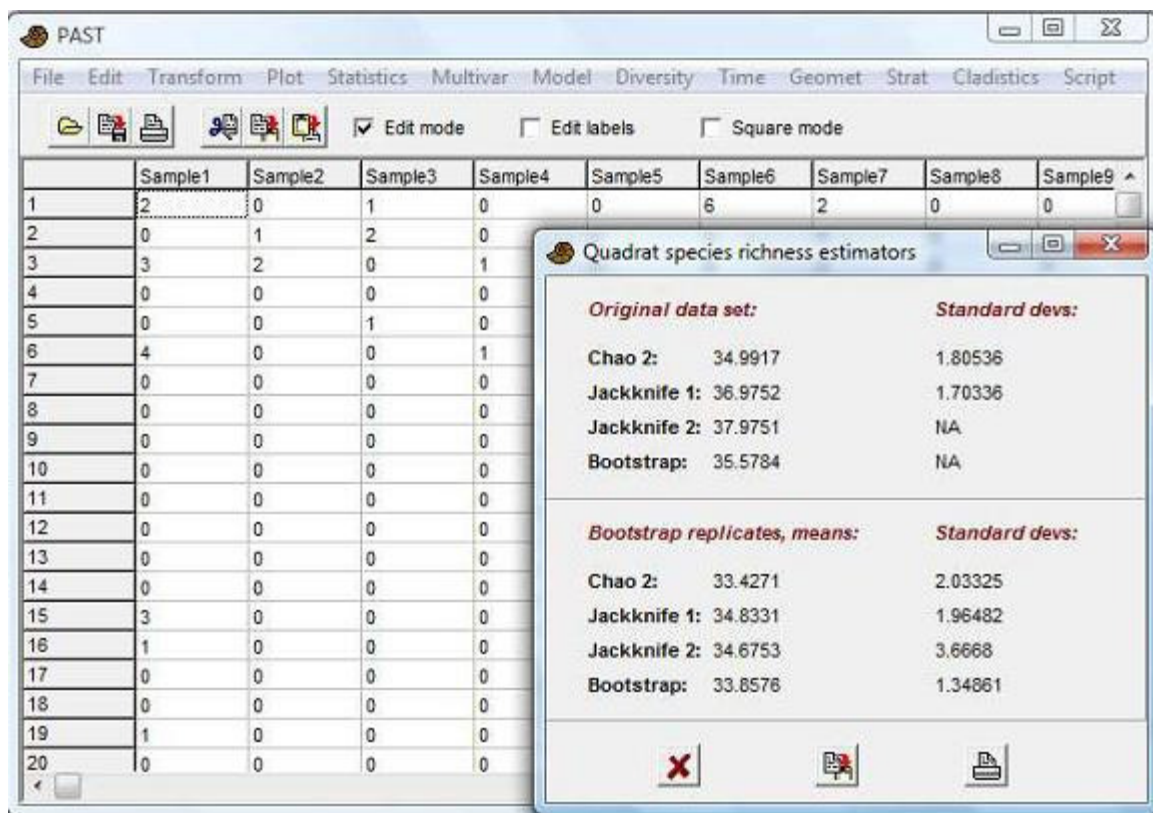 PAST
File Edit Transform Plot Statistics Multivar Model Diversity Time Geomet Strat Cladistics Script
Edit mode Edit labels Square mode
Sample1 Sample2 Sample3 Sample4 Sample5 Sample6 Sample7 Sample8 Sample9
1 2 0 1 0 0 6 2 0 0
2 0 1 2 0
3 3 2 0 1
4 0 0 0 0
5 0 0 1 0
6 4 0 0 1
7 0 0 0 0
8 0 0 0 0
9 0 0 0 0
10 0 0 0 0
11 0 0 0 0
12 0 0 0 0
13 0 0 0 0
14 0 0 0 0
15 3 0 0 0
16 1 0 0 0
17 0 0 0 0
18 0 0 0 0
19 1 0 0 0
20 0 0 0 0
Quadrat species richness estimators
Original data set: Standard devs:
Chao 2: 34.9917 1.80536
Jackknife 1: 36.9752 1.70336
Jackknife 2: 37.9751 NA
Bootstrap: 35.5784 NA
Bootstrap replicates, means: Standard devs:
Chao 2: 33.4271 2.03325
Jackknife 1: 34.8331 1.96482
Jackknife 2: 34.6753 3.6668
Bootstrap: 33.8576 1.34861